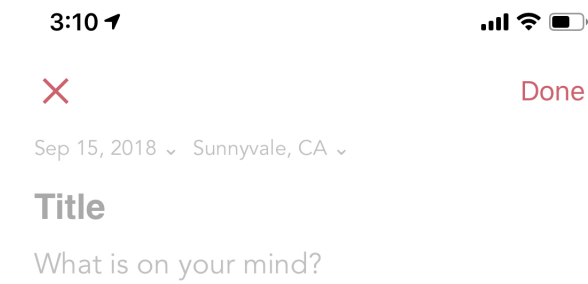 3:10
Done
Sep 15, 2018 Sunnyvale, CA
Title
What is on your mind?